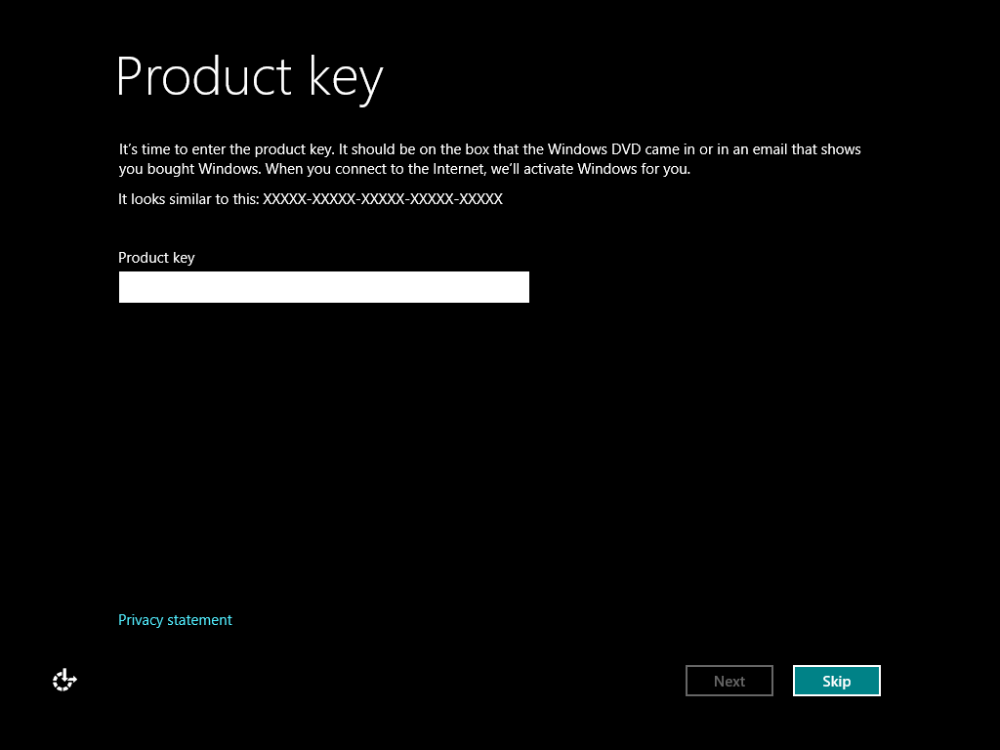 Product key
It’s time to enter the product key. It should be on the box that the Windows DVD came in or in an email that shows
you bought Windows. When you connect to the Internet, we’ll activate Windows for you.
It looks similar to this: XXXXX-XXXXX-XXXXX-XXXXX-XXXXX
Product key
Privacy statement
Next
Skip